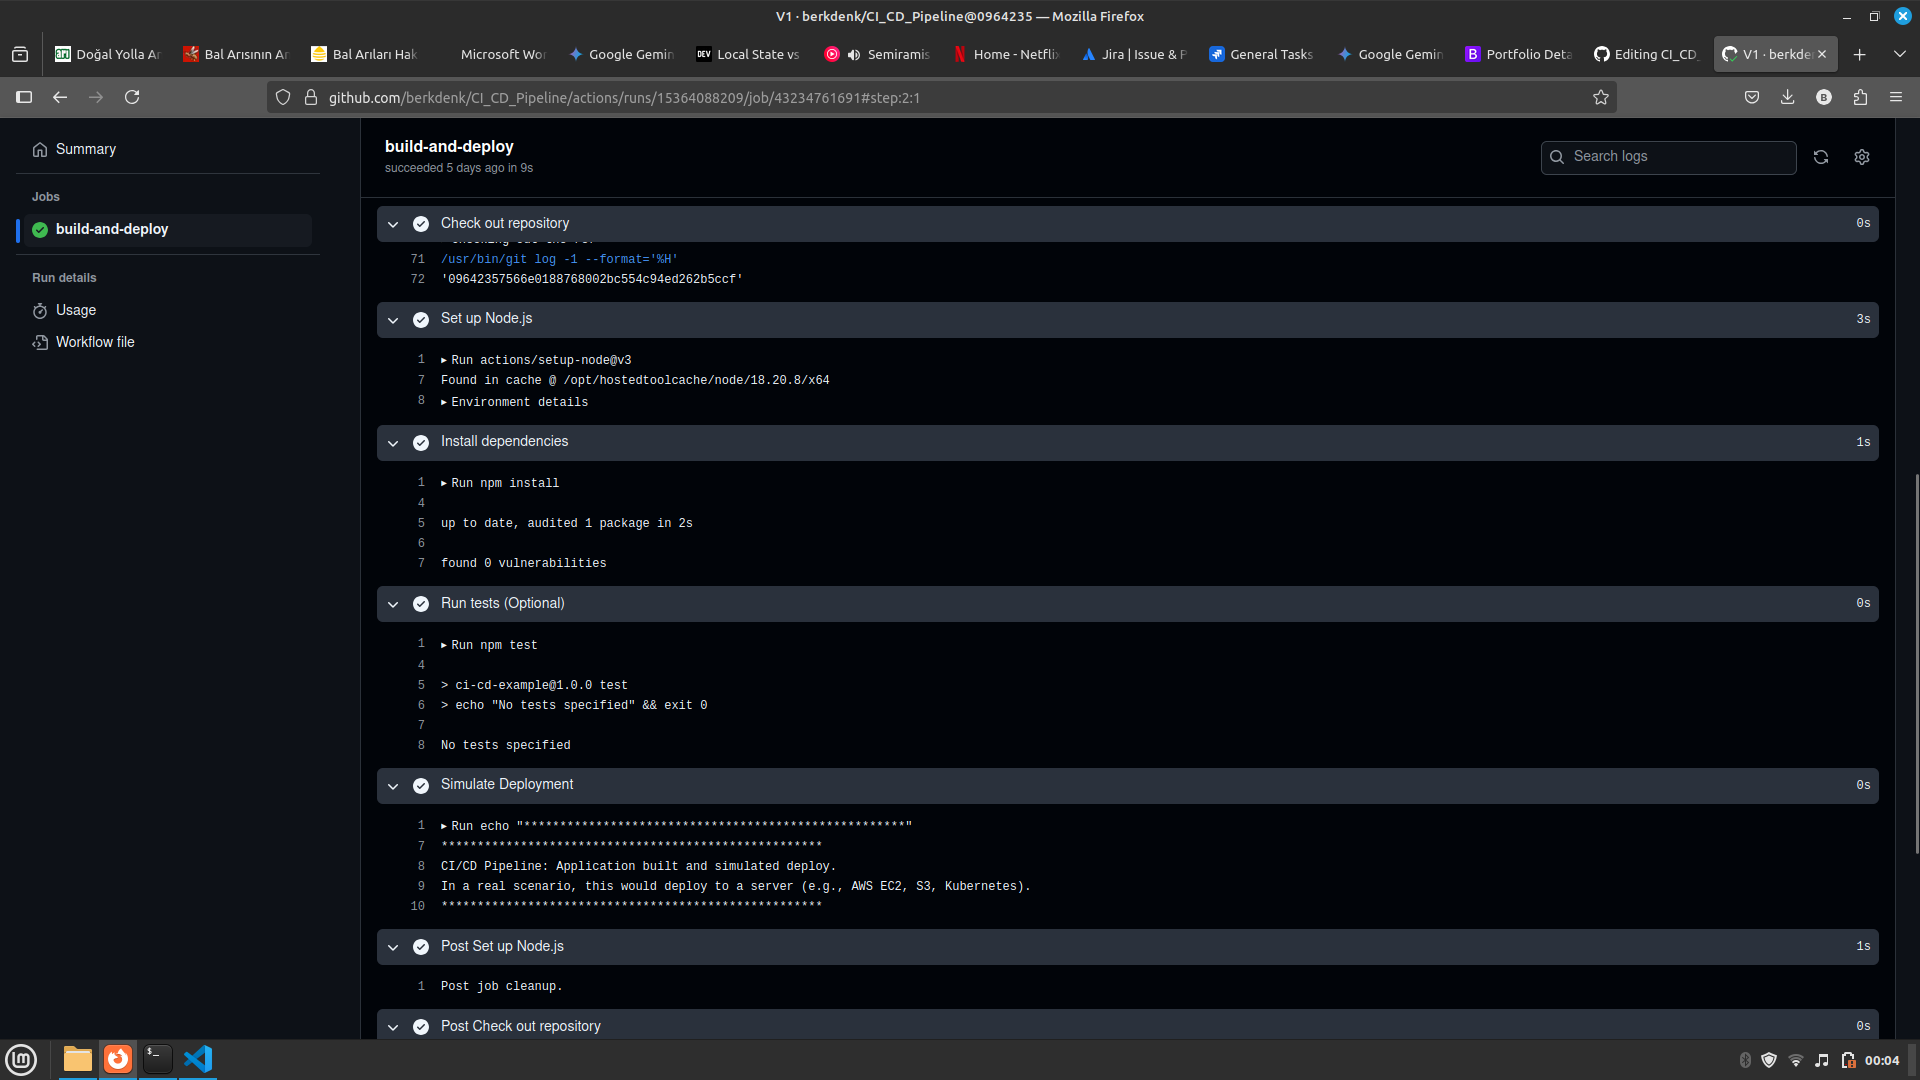 V1 · berkdenk/CI_CD_Pipeline@0964235 — Mozilla Firefox
Doğal Yolla Ar
Bal Arısının Ar
Bal Arıları Hak
Microsoft Wor
Google Gemin
DEV Local State vs
Semiramis
Home - Netflix
Jira | Issue & P
General Tasks
Google Gemin
B Portfolio Deta
Editing CI_CD_
V1 · berkden
github.com/berkdenk/CI_CD_Pipeline/actions/runs/15364088209/job/43234761691#step:2:1
B
Summary
Jobs
build-and-deploy
Run details
Usage
Workflow file
build-and-deploy
succeeded 5 days ago in 9s
Search logs
Check out repository 0s
71 /usr/bin/git log -1 --format='%H'
72 '09642357566e0188768002bc554c94ed262b5ccf'
Set up Node.js 3s
1 Run actions/setup-node@v3
7 Found in cache @ /opt/hostedtoolcache/node/18.20.8/x64
8 Environment details
Install dependencies 1s
1 Run npm install
4
5 up to date, audited 1 package in 2s
6
7 found 0 vulnerabilities
Run tests (Optional) 0s
1 Run npm test
4
5 > ci-cd-example@1.0.0 test
6 > echo "No tests specified" && exit 0
7
8 No tests specified
Simulate Deployment 0s
1 Run echo "*****************************************************"
7 *****************************************************
8 CI/CD Pipeline: Application built and simulated deploy.
9 In a real scenario, this would deploy to a server (e.g., AWS EC2, S3, Kubernetes).
10 *****************************************************
Post Set up Node.js 1s
1 Post job cleanup.
Post Check out repository 0s
00:04